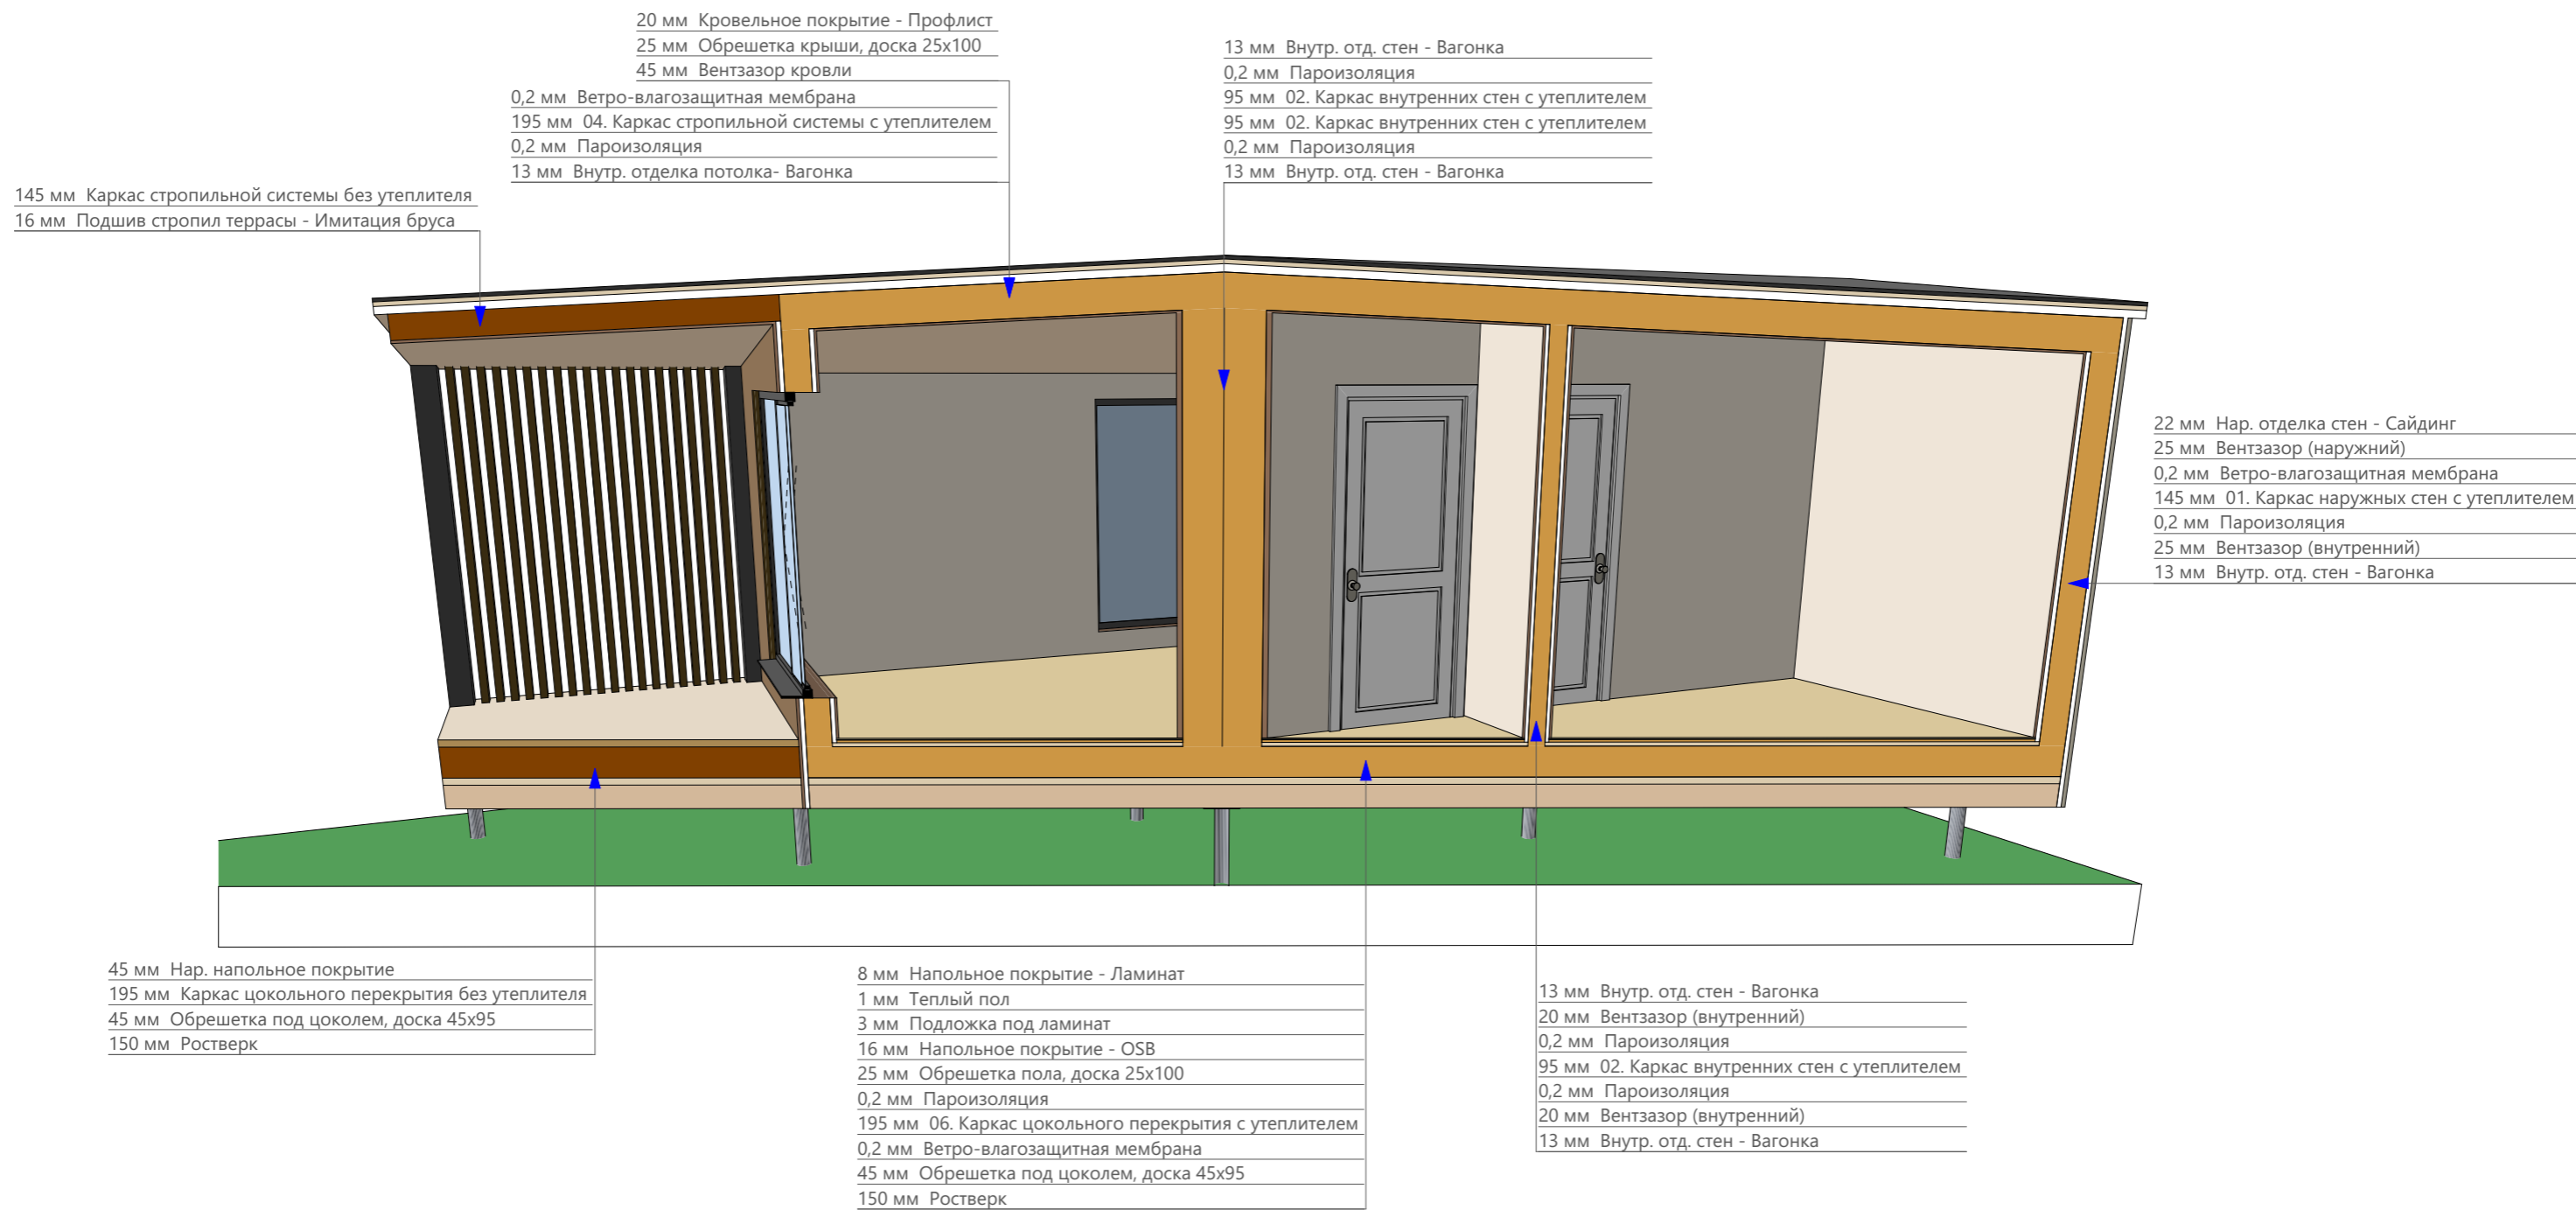 20 мм Кровельное покрытие - Профлист
25 мм Обрешетка крыши, доска 25х100
45 мм Вентзазор кровли
0,2 мм Ветро-влагозащитная мембрана
195 мм 04. Каркас стропильной системы с утеплителем
0,2 мм Пароизоляция
13 мм Внутр. отделка потолка- Вагонка
13 мм Внутр. отд. стен - Вагонка
0,2 мм Пароизоляция
95 мм 02. Каркас внутренних стен с утеплителем
95 мм 02. Каркас внутренних стен с утеплителем
0,2 мм Пароизоляция
13 мм Внутр. отд. стен - Вагонка
145 мм Каркас стропильной системы без утеплителя
16 мм Подшив стропил террасы - Имитация бруса
22 мм Нар. отделка стен - Сайдинг
25 мм Вентзазор (наружний)
0,2 мм Ветро-влагозащитная мембрана
145 мм 01. Каркас наружных стен с утеплителем
0,2 мм Пароизоляция
25 мм Вентзазор (внутренний)
13 мм Внутр. отд. стен - Вагонка
45 мм Нар. напольное покрытие
195 мм Каркас цокольного перекрытия без утеплителя
45 мм Обрешетка под цоколем, доска 45х95
150 мм Ростверк
8 мм Напольное покрытие - Ламинат
1 мм Теплый пол
3 мм Подложка под ламинат
16 мм Напольное покрытие - OSB
25 мм Обрешетка пола, доска 25х100
0,2 мм Пароизоляция
195 мм 06. Каркас цокольного перекрытия с утеплителем
0,2 мм Ветро-влагозащитная мембрана
45 мм Обрешетка под цоколем, доска 45х95
150 мм Ростверк
13 мм Внутр. отд. стен - Вагонка
20 мм Вентзазор (внутренний)
0,2 мм Пароизоляция
95 мм 02. Каркас внутренних стен с утеплителем
0,2 мм Пароизоляция
20 мм Вентзазор (внутренний)
13 мм Внутр. отд. стен - Вагонка